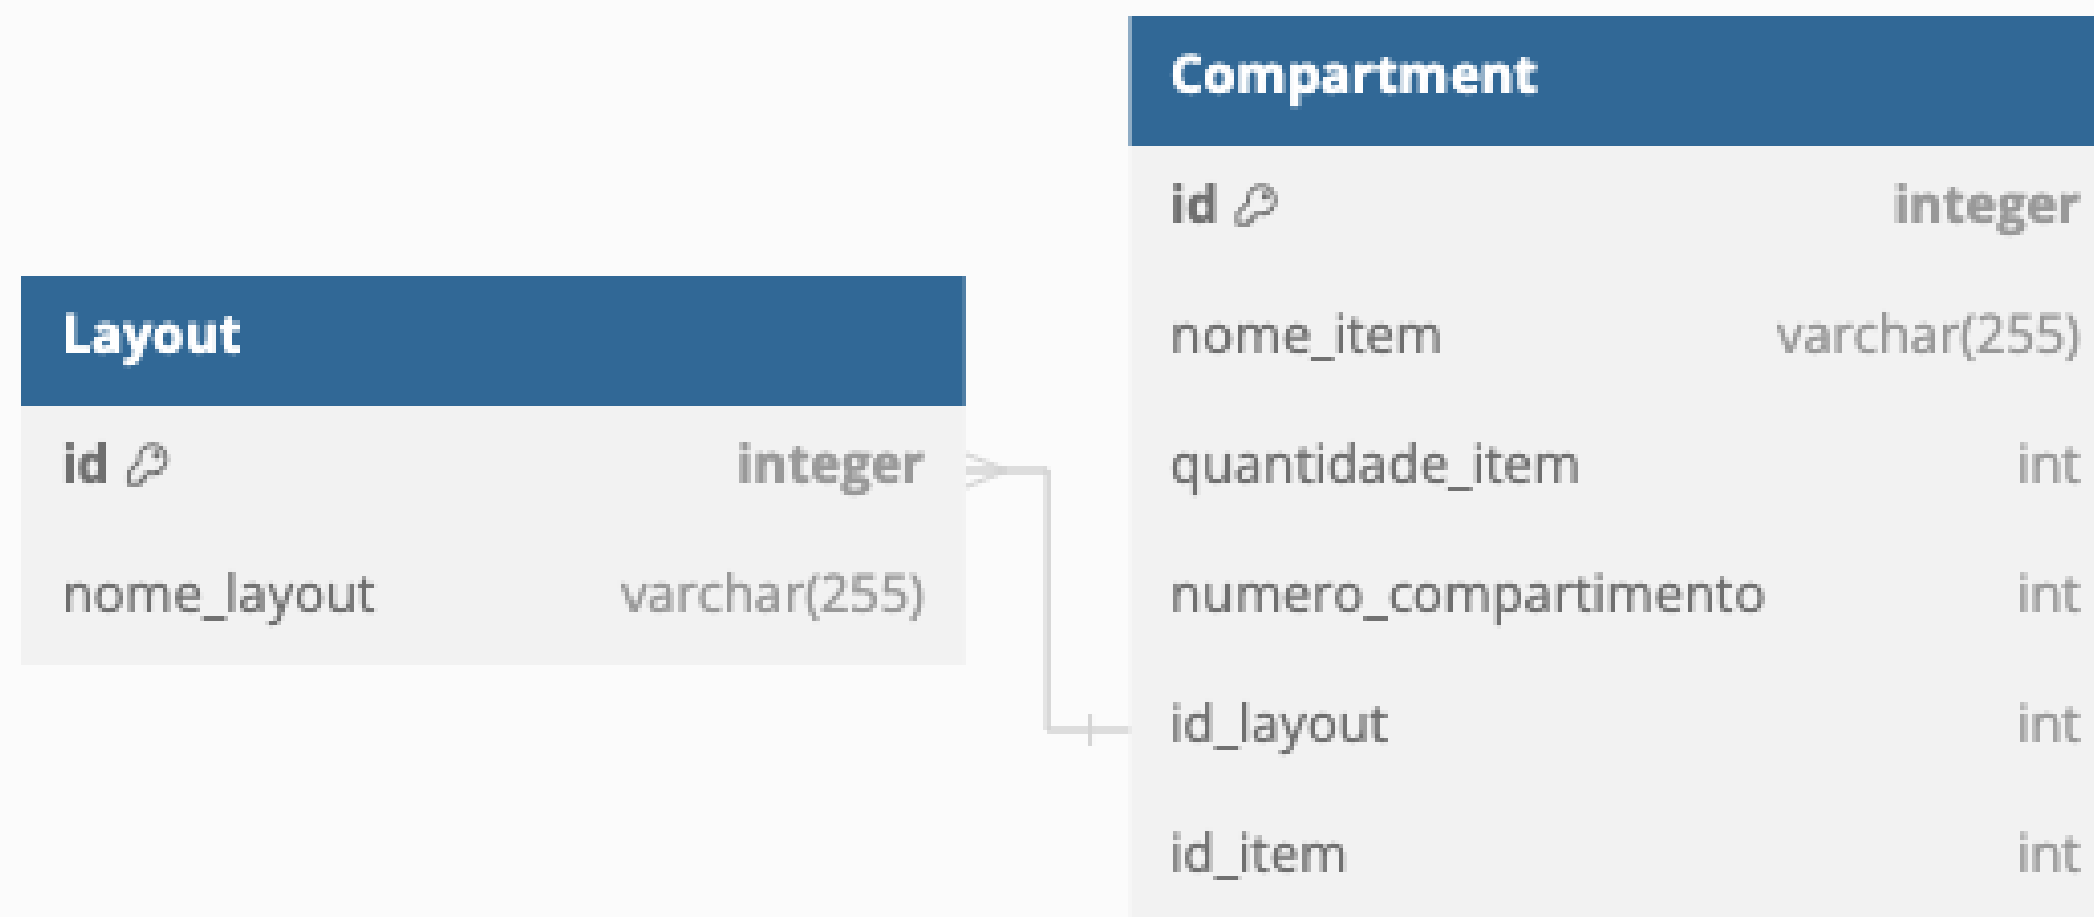 Layout
id integer
nome_layout varchar(255)
Compartment
id integer
nome_item varchar(255)
quantidade_item int
numero_compartimento int
id_layout int
id_item int